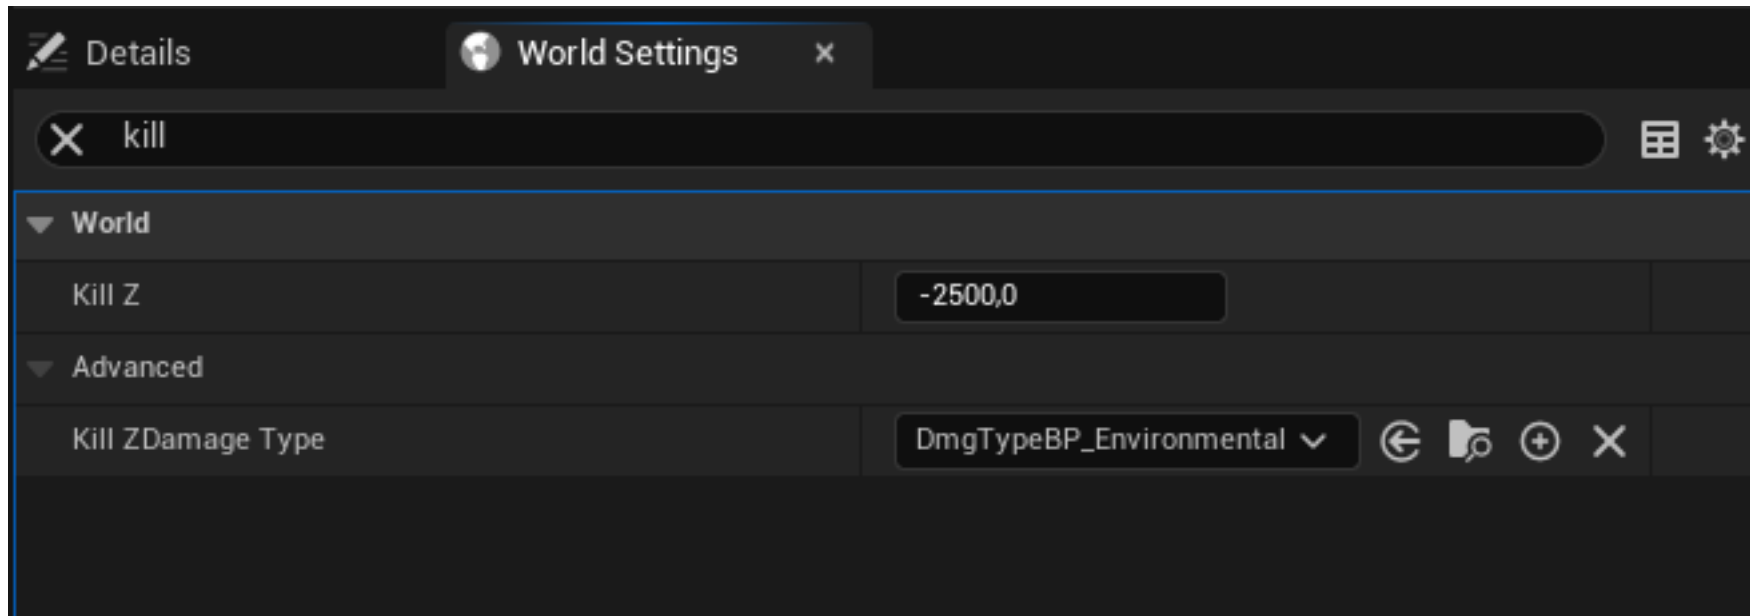 Details
World Settings
kill
World
Kill Z
-2500,0
Advanced
Kill ZDamage Type
DmgTypeBP_Environmental